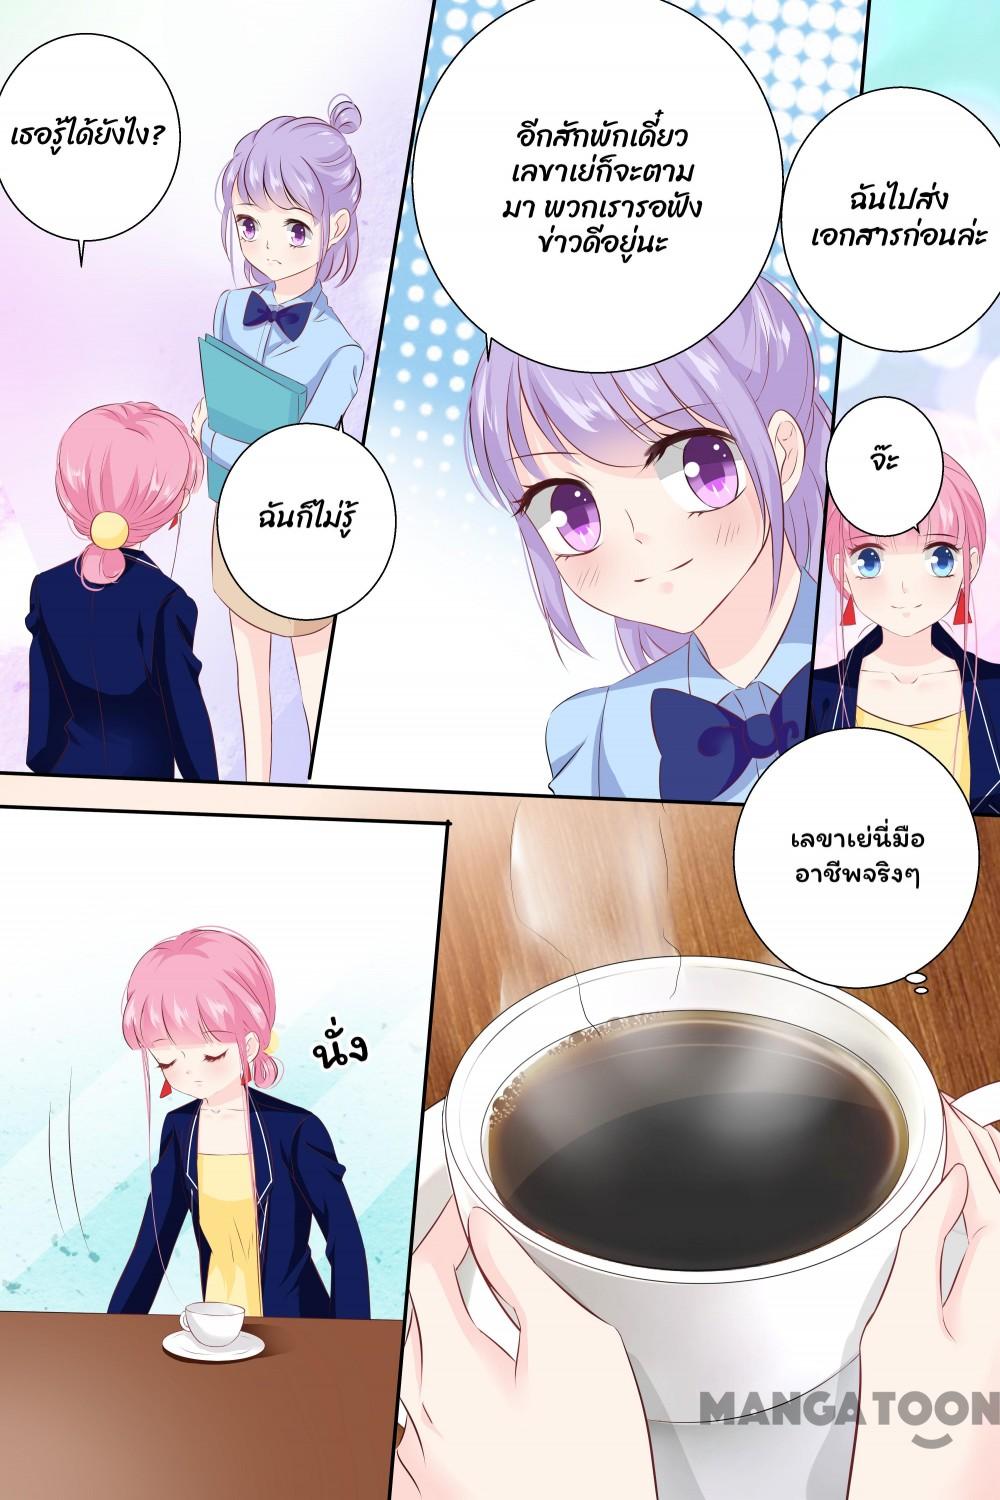 เธอรู้ได้ยังไง?
ฉันก็ไม่รู้
อีกสักพักเดี๋ยว
เลขาเย่ก็จะตาม
มา พวกเรารอฟัง
ข่าวดีอยู่นะ
ฉันไปส่ง
เอกสารก่อนล่ะ
จ๊ะ
นั่ง
เลขาเย่นี่มือ
อาชีพจริงๆ
MANGATOON